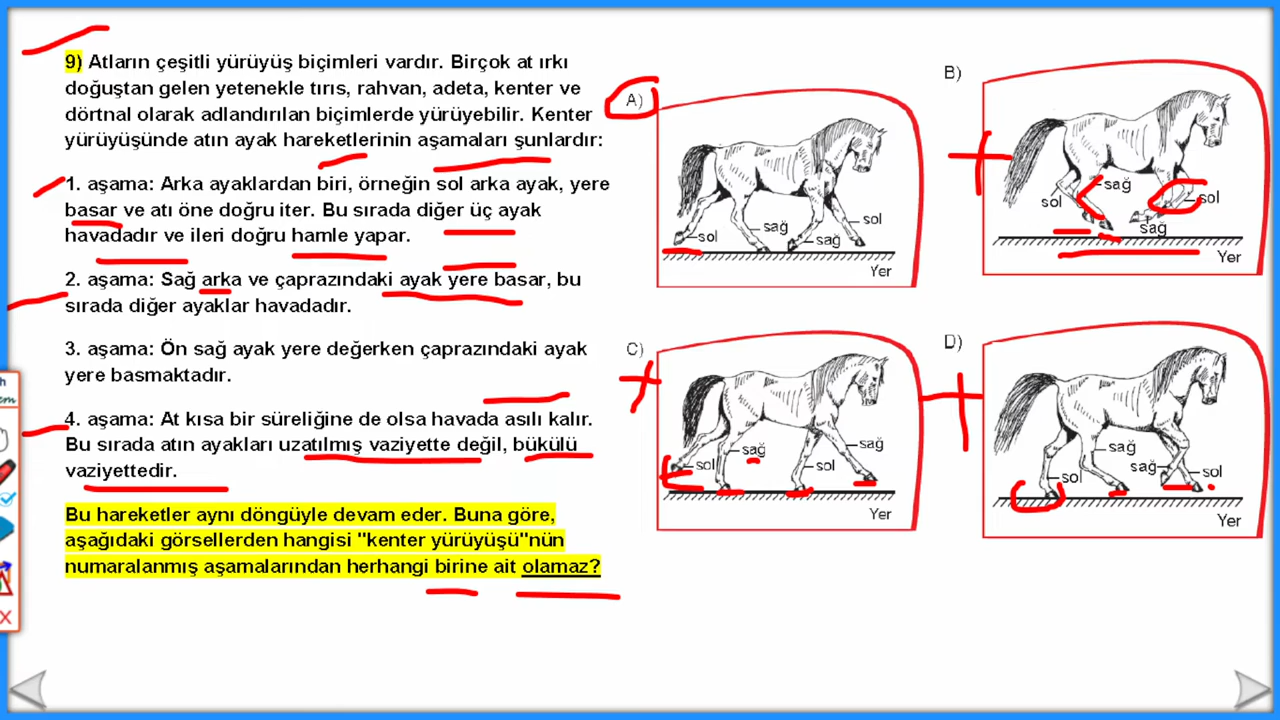 9) Atların çeşitli yürüyüş biçimleri vardır. Birçok at ırkı
doğuştan gelen yetenekle tırıs, rahvan, adeta, kenter ve
dörtnal olarak adlandırılan biçimlerde yürüyebilir. Kenter
yürüyüşünde atın ayak hareketlerinin aşamaları şunlardır:
1. aşama: Arka ayaklardan biri, örneğin sol arka ayak, yere
basar ve atı öne doğru iter. Bu sırada diğer üç ayak
havadadır ve ileri doğru hamle yapar.
2. aşama: Sağ arka ve çaprazındaki ayak yere basar, bu
sırada diğer ayaklar havadadır.
3. aşama: Ön sağ ayak yere değerken çaprazındaki ayak
yere basmaktadır.
4. aşama: At kısa bir süreliğine de olsa havada asılı kalır.
Bu sırada atın ayakları uzatılmış vaziyette değil, bükülü
vaziyettedir.
Bu hareketler aynı döngüyle devam eder. Buna göre,
aşağıdaki görsellerden hangisi "kenter yürüyüşü"nün
numaralanmış aşamalarından herhangi birine ait olamaz?
A)
sol
sağ
sağ
sol
Yer
B)
sol
sağ
sağ
sol
Yer
C)
sol
sağ
sol
sağ
Yer
D)
sol
sağ
sağ
sol
Yer